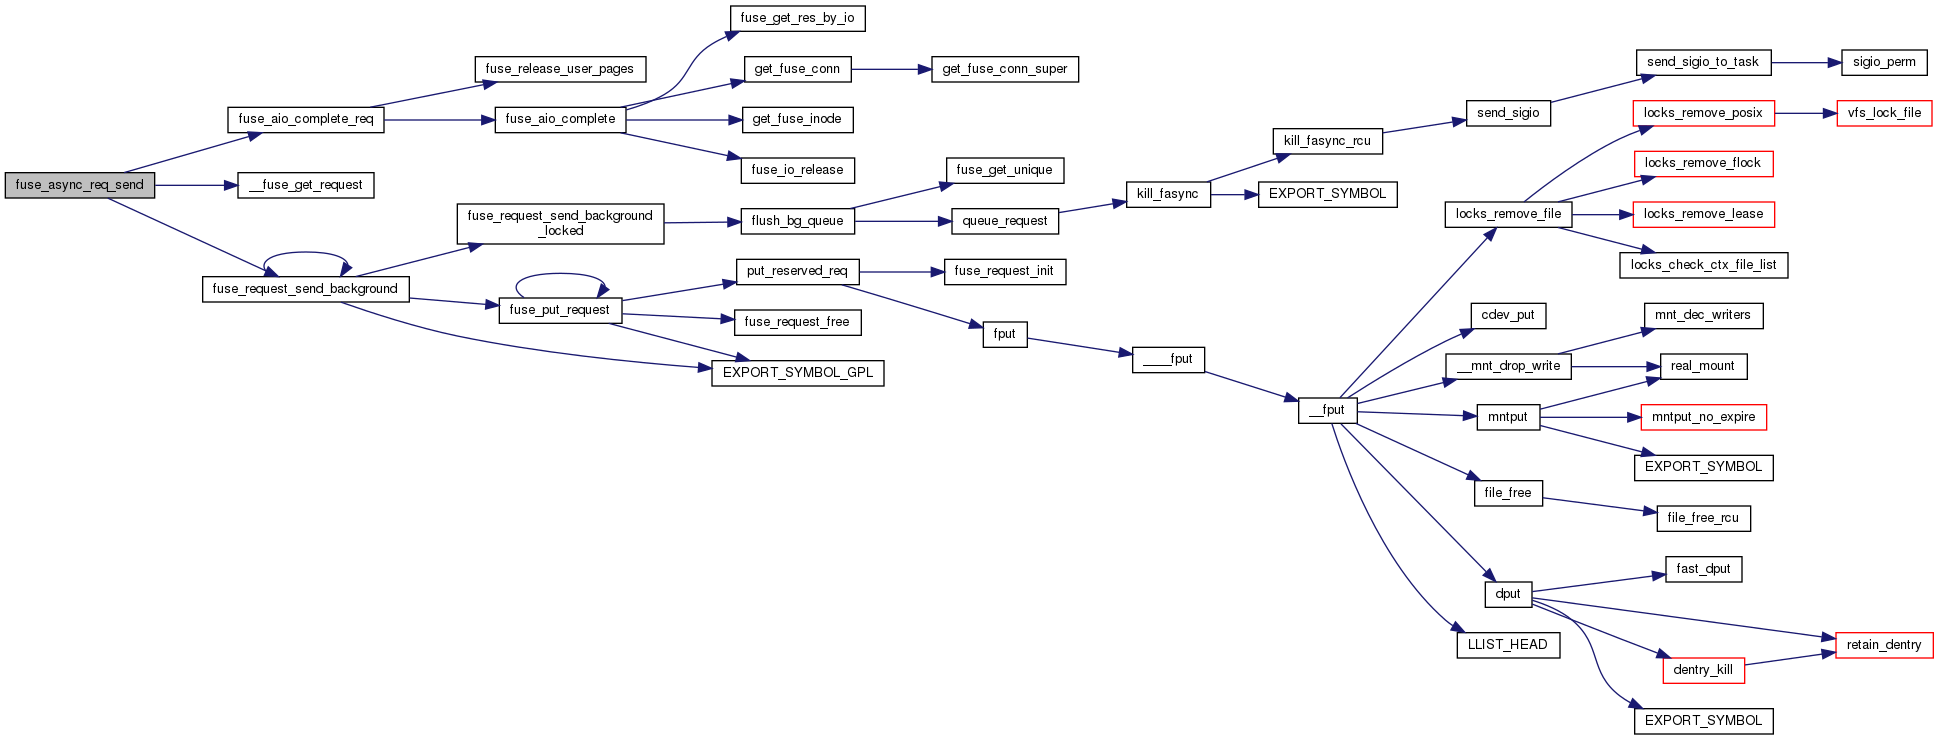 fuse_get_res_by_io
fuse_release_user_pages
get_fuse_conn
get_fuse_conn_super
send_sigio_to_task
sigio_perm
fuse_aio_complete_req
fuse_aio_complete
get_fuse_inode
send_sigio
locks_remove_posix
vfs_lock_file
kill_fasync_rcu
fuse_async_req_send
__fuse_get_request
fuse_io_release
fuse_get_unique
locks_remove_flock
kill_fasync
EXPORT_SYMBOL
fuse_request_send_background
_locked
flush_bg_queue
queue_request
locks_remove_file
locks_remove_lease
locks_check_ctx_file_list
fuse_request_send_background
put_reserved_req
fuse_request_init
fuse_put_request
fuse_request_free
fput
cdev_put
mnt_dec_writers
____fput
__mnt_drop_write
real_mount
EXPORT_SYMBOL_GPL
__fput
mntput
mntput_no_expire
EXPORT_SYMBOL
file_free
file_free_rcu
fast_dput
dput
LLIST_HEAD
retain_dentry
dentry_kill
EXPORT_SYMBOL